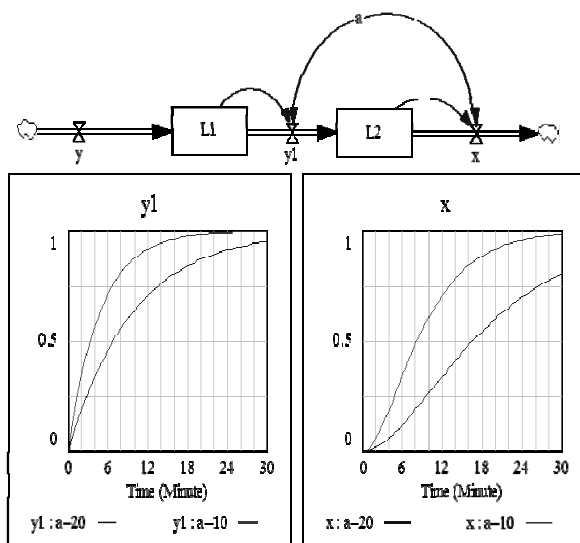 a
L1
L2
y
y1
x
y1
x
1
0.5
0
0 6 12 18 24 30
Time (Minute)
y1 : a–20
y1 : a–10
1
0.5
0
0 6 12 18 24 30
Time (Minute)
x : a–20
x : a–10